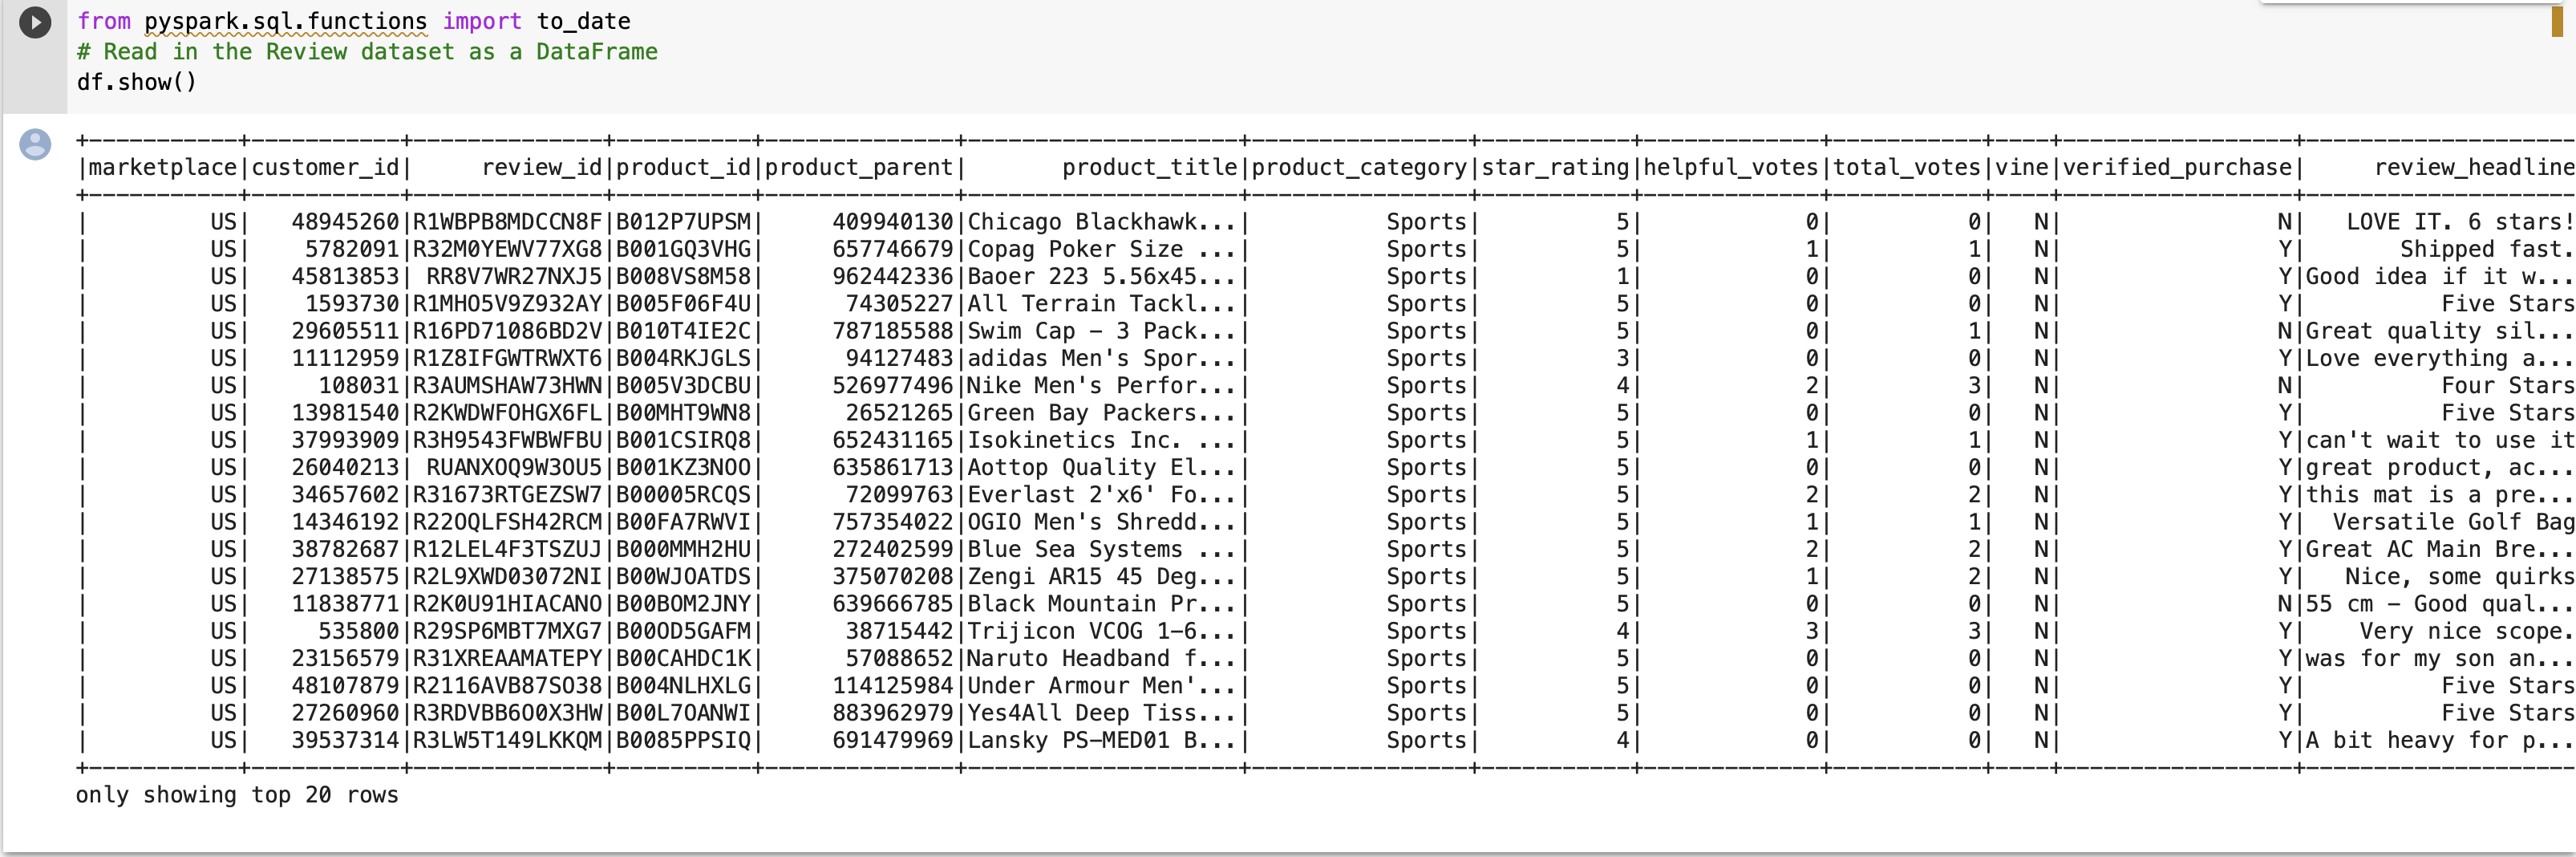 from pyspark.sql.functions import to_date
# Read in the Review dataset as a DataFrame
df.show()
+-----------+-----------+--------------+----------+--------------+--------------------+----------------+-----------+-------------+-----------+----+-----------------+--------------------
|marketplace|customer_id|     review_id|product_id|product_parent|       product_title|product_category|star_rating|helpful_votes|total_votes|vine|verified_purchase|     review_headline
+-----------+-----------+--------------+----------+--------------+--------------------+----------------+-----------+-------------+-----------+----+-----------------+--------------------
|         US|   48945260|R1WBPB8MDCCN8F|B012P7UPSM|     409940130|Chicago Blackhawk...|          Sports|          5|            0|          0|   N|                N|   LOVE IT. 6 stars!
|         US|    5782091|R32M0YEWV77XG8|B001GQ3VHG|     657746679|Copag Poker Size ...|          Sports|          5|            1|          1|   N|                Y|       Shipped fast.
|         US|   45813853| RR8V7WR27NXJ5|B008VS8M58|     962442336|Baoer 223 5.56x45...|          Sports|          1|            0|          0|   N|                Y|Good idea if it w...
|         US|    1593730|R1MHO5V9Z932AY|B005F06F4U|      74305227|All Terrain Tackl...|          Sports|          5|            0|          0|   N|                Y|          Five Stars
|         US|   29605511|R16PD71086BD2V|B010T4IE2C|     787185588|Swim Cap - 3 Pack...|          Sports|          5|            0|          1|   N|                N|Great quality sil...
|         US|   11112959|R1Z8IFGWTRWXT6|B004RKJGLS|      94127483|adidas Men's Spor...|          Sports|          3|            0|          0|   N|                Y|Love everything a...
|         US|     108031|R3AUMSHAW73HWN|B005V3DCBU|     526977496|Nike Men's Perfor...|          Sports|          4|            2|          3|   N|                N|          Four Stars
|         US|   13981540|R2KWDWFOHGX6FL|B00MHT9WN8|      26521265|Green Bay Packers...|          Sports|          5|            0|          0|   N|                Y|          Five Stars
|         US|   37993909|R3H9543FWBWFBU|B001CSIRQ8|     652431165|Isokinetics Inc. ...|          Sports|          5|            1|          1|   N|                Y|can't wait to use it
|         US|   26040213| RUANXOQ9W3OU5|B001KZ3NOO|     635861713|Aottop Quality El...|          Sports|          5|            0|          0|   N|                Y|great product, ac...
|         US|   34657602|R31673RTGEZSW7|B00005RCQS|      72099763|Everlast 2'x6' Fo...|          Sports|          5|            2|          2|   N|                Y|this mat is a pre...
|         US|   14346192|R22OQLFSH42RCM|B00FA7RWVI|     757354022|OGIO Men's Shredd...|          Sports|          5|            1|          1|   N|                Y|  Versatile Golf Bag
|         US|   38782687|R12LEL4F3TSZUJ|B000MMH2HU|     272402599|Blue Sea Systems ...|          Sports|          5|            2|          2|   N|                Y|Great AC Main Bre...
|         US|   27138575|R2L9XWD03072NI|B00WJOATDS|     375070208|Zengi AR15 45 Deg...|          Sports|          5|            1|          2|   N|                Y|   Nice, some quirks
|         US|   11838771|R2K0U91HIACANO|B00BOM2JNY|     639666785|Black Mountain Pr...|          Sports|          5|            0|          0|   N|                N|55 cm - Good qual...
|         US|     535800|R29SP6MBT7MXG7|B00OD5GAFM|      38715442|Trijicon VCOG 1-6...|          Sports|          4|            3|          3|   N|                Y|    Very nice scope.
|         US|   23156579|R31XREAAMATEPY|B00CAHDC1K|      57088652|Naruto Headband f...|          Sports|          5|            0|          0|   N|                Y|was for my son an...
|         US|   48107879|R2116AVB87SO38|B004NLHXLG|     114125984|Under Armour Men'...|          Sports|          5|            0|          0|   N|                Y|          Five Stars
|         US|   27260960|R3RDVBB6O0X3HW|B00L7OANWI|     883962979|Yes4All Deep Tiss...|          Sports|          5|            0|          0|   N|                Y|          Five Stars
|         US|   39537314|R3LW5T149LKKQM|B0085PPSIQ|     691479969|Lansky PS-MED01 B...|          Sports|          4|            0|          0|   N|                Y|A bit heavy for p...
+-----------+-----------+--------------+----------+--------------+--------------------+----------------+-----------+-------------+-----------+----+-----------------+--------------------
only showing top 20 rows